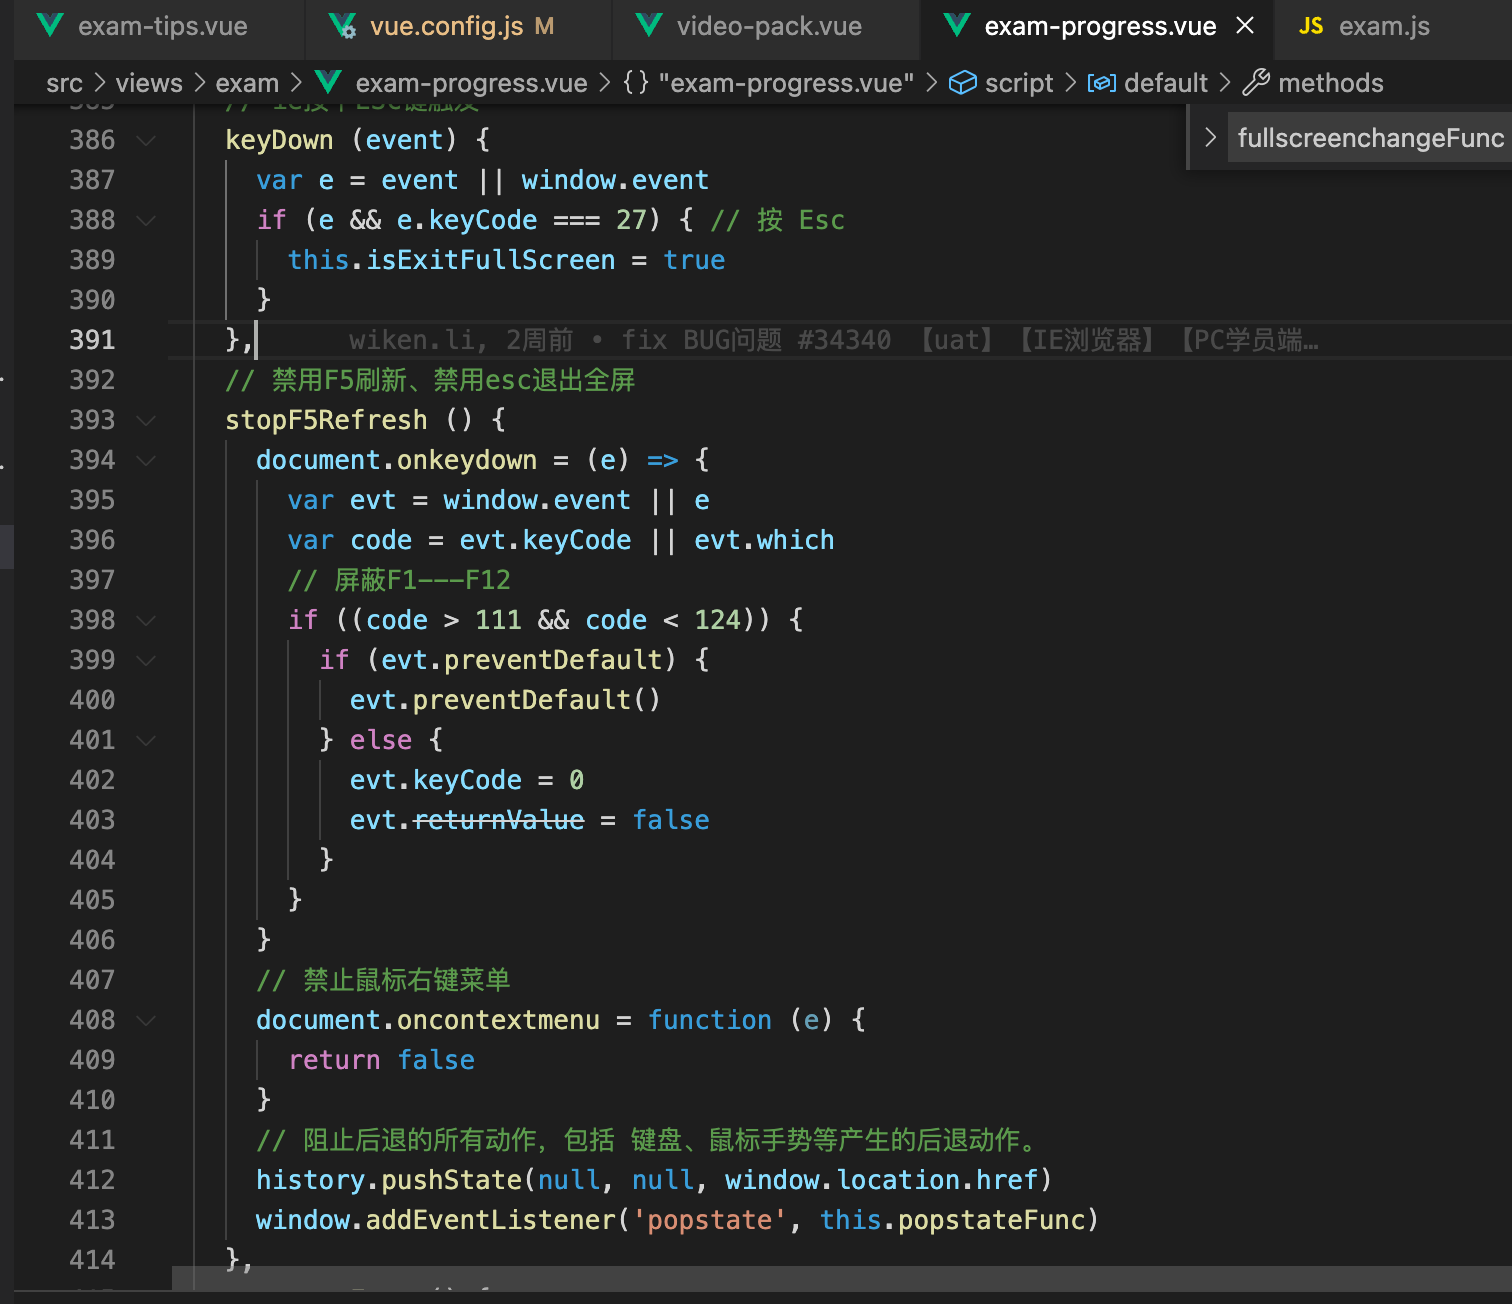 exam-tips.vue vue.config.js M video-pack.vue exam-progress.vue × JS exam.js
src > views > exam > exam-progress.vue > {} "exam-progress.vue" > script > default > methods
385 // ie按下Esc键触发
> fullscreenchangeFunc
386 keyDown (event) {
387 var e = event || window.event
388 if (e && e.keyCode === 27) { // 按 Esc
389 this.isExitFullScreen = true
390 }
391 }, wiken.li, 2周前 • fix BUG问题 #34340 【uat】【IE浏览器】【PC学员端…
392 // 禁用F5刷新、禁用esc退出全屏
393 stopF5Refresh () {
394 document.onkeydown = (e) => {
395 var evt = window.event || e
396 var code = evt.keyCode || evt.which
397 // 屏蔽F1---F12
398 if ((code > 111 && code < 124)) {
399 if (evt.preventDefault) {
400 evt.preventDefault()
401 } else {
402 evt.keyCode = 0
403 evt.returnValue = false
404 }
405 }
406 }
407 // 禁止鼠标右键菜单
408 document.oncontextmenu = function (e) {
409 return false
410 }
411 // 阻止后退的所有动作，包括 键盘、鼠标手势等产生的后退动作。
412 history.pushState(null, null, window.location.href)
413 window.addEventListener('popstate', this.popstateFunc)
414 },